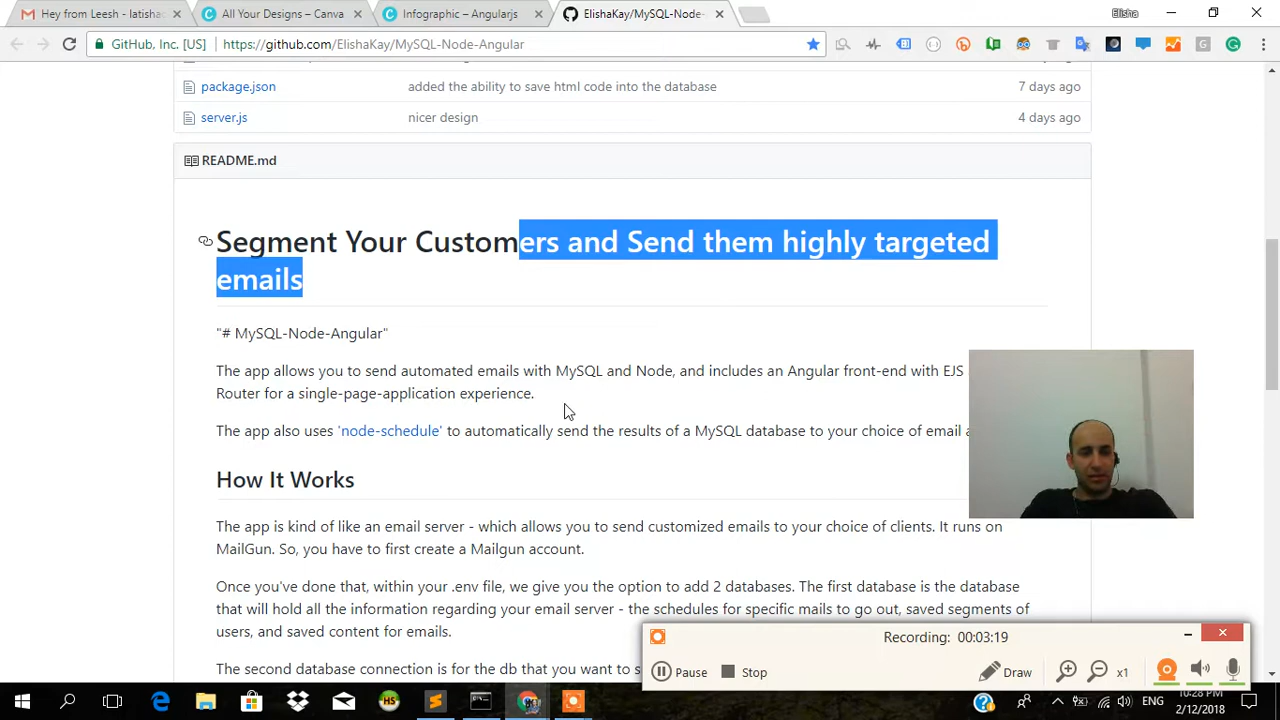 Hey from Leesh - latisha
All Your Designs – Canva
Infographic – Angularjs
ElishaKay/MySQL-Node-
Elisha
GitHub, Inc. [US]
https://github.com/ElishaKay/MySQL-Node-Angular
package.json
added the ability to save html code into the database
7 days ago
server.js
nicer design
4 days ago
README.md
Segment Your Customers and Send them highly targeted
emails
"# MySQL-Node-Angular"
The app allows you to send automated emails with MySQL and Node, and includes an Angular front-end with EJS
Router for a single-page-application experience.
The app also uses 'node-schedule' to automatically send the results of a MySQL database to your choice of email
How It Works
The app is kind of like an email server - which allows you to send customized emails to your choice of clients. It runs on
MailGun. So, you have to first create a Mailgun account.
Once you've done that, within your .env file, we give you the option to add 2 databases. The first database is the database
that will hold all the information regarding your email server - the schedules for specific mails to go out, saved segments of
users, and saved content for emails.
The second database connection is for the db that you want to
Recording: 00:03:19
Pause
Stop
Draw
x1
ENG
10:28 PM
2/12/2018